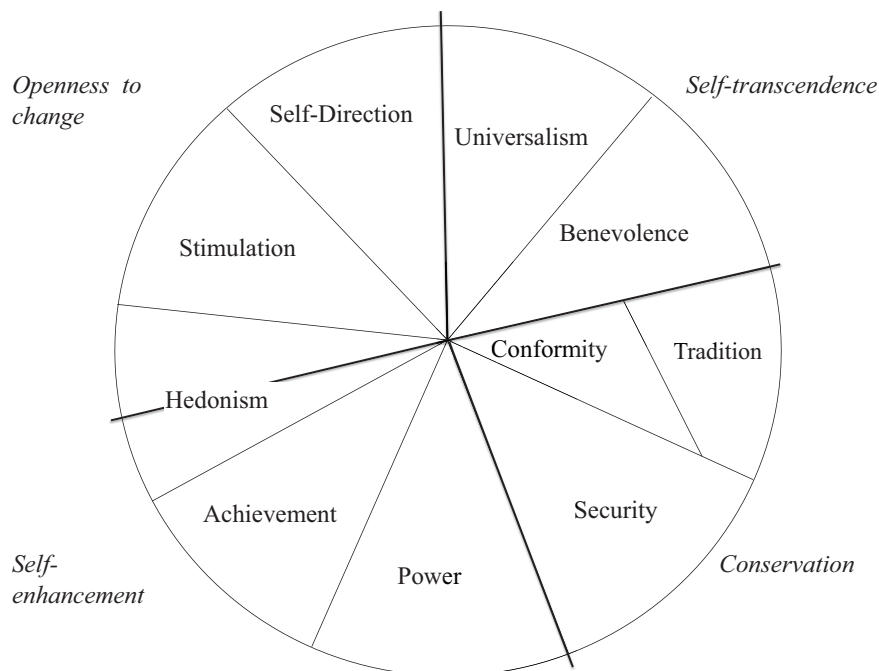 Openness to
change
Self-transcendence
Self-Direction
Universalism
Stimulation
Benevolence
Conformity
Tradition
Hedonism
Achievement
Security
Power
Self-
enhancement
Conservation